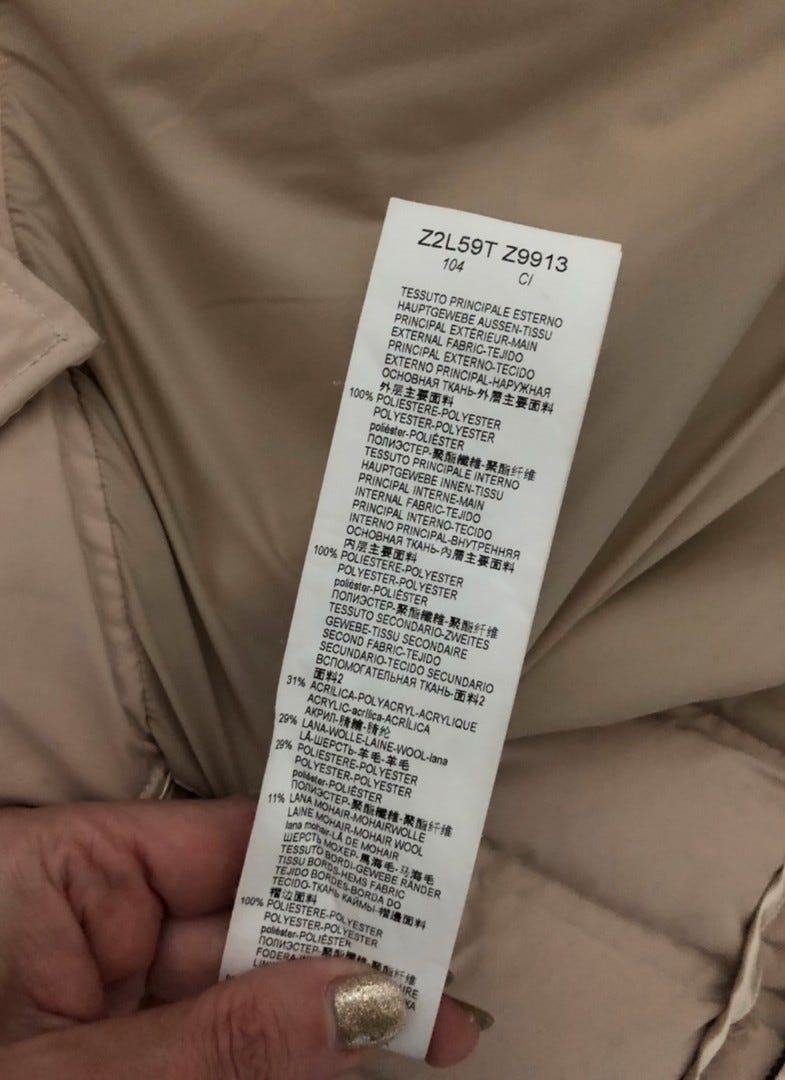 Z2L59T Z9913
104 CI
TESSUTO PRINCIPALE ESTERNO
HAUPTGEWEBE AUSSEN-TISSU
PRINCIPAL EXTÉRIEUR-MAIN
EXTERNAL FABRIC-TEJIDO
PRINCIPAL EXTERNO-TECIDO
EXTERNO PRINCIPAL-НАРУЖНАЯ
ОСНОВНАЯ ТКАНЬ-外層主要面料
外层主要面料
100% POLIESTERE-POLYESTER
POLYESTER-POLYESTER
poliéster-POLIÉSTER
ПОЛИЭСТЕР-聚酯纖維-聚酯纤维
TESSUTO PRINCIPALE INTERNO
HAUPTGEWEBE INNEN-TISSU
PRINCIPAL INTERNE-MAIN
INTERNAL FABRIC-TEJIDO
PRINCIPAL INTERNO-TECIDO
INTERNO PRINCIPAL-ВНУТРЕННЯЯ
ОСНОВНАЯ ТКАНЬ-內層主要面料
内层主要面料
100% POLIESTERE-POLYESTER
POLYESTER-POLYESTER
poliéster-POLIÉSTER
ПОЛИЭСТЕР-聚酯纖維-聚酯纤维
TESSUTO SECONDARIO-ZWEITES
GEWEBE-TISSU SECONDAIRE
SECOND FABRIC-TEJIDO
SECUNDARIO-TECIDO SECUNDARIO
ВСПОМОГАТЕЛЬНАЯ ТКАНЬ-面料2
面料2
31% ACRILICA-POLYACRYL-ACRYLIQUE
ACRYLIC-acrílica-ACRÍLICA
АКРИЛ-腈纶
29% LANA-WOLLE-LAINE-WOOL-lana
LÃ-ШЕРСТЬ-羊毛-羊毛
29% POLIESTERE-POLYESTER
POLYESTER-POLYESTER
poliéster-POLIÉSTER
ПОЛИЭСТЕР-聚酯纖維-聚酯纤维
11% LANA MOHAIR-MOHAIRWOLLE
LAINE MOHAIR-MOHAIR WOOL
lana mohair-LÃ DE MOHAIR
ШЕРСТЬ МОХЕР-馬海毛-马海毛
TESSUTO BORDI-GEWEBE RÄNDER
TISSU BORDS-HEMS FABRIC
TEJIDO BORDES-BORDA DO
TECIDO-ТКАНЬ КАЙМЫ-褶邊面料
褶边面料
100% POLIESTERE-POLYESTER
POLYESTER-POLYESTER
poliéster-POLIÉSTER
ПОЛИЭСТЕР-聚酯纖維-聚酯纤维